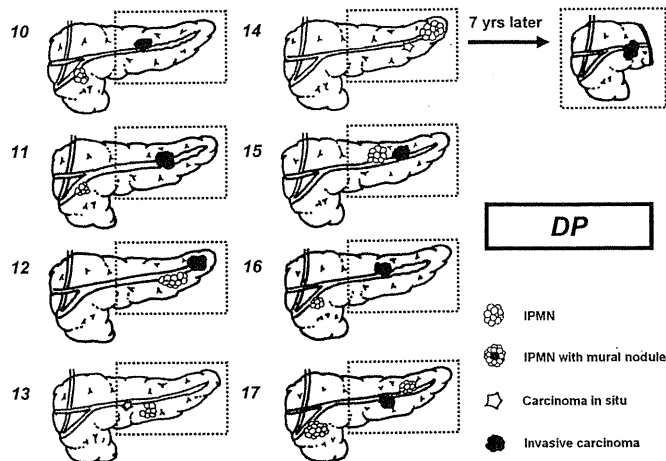 10
14
7 yrs later
11
15
DP
12
16
IPMN
IPMN with mural nodule
13
17
Carcinoma in situ
Invasive carcinoma